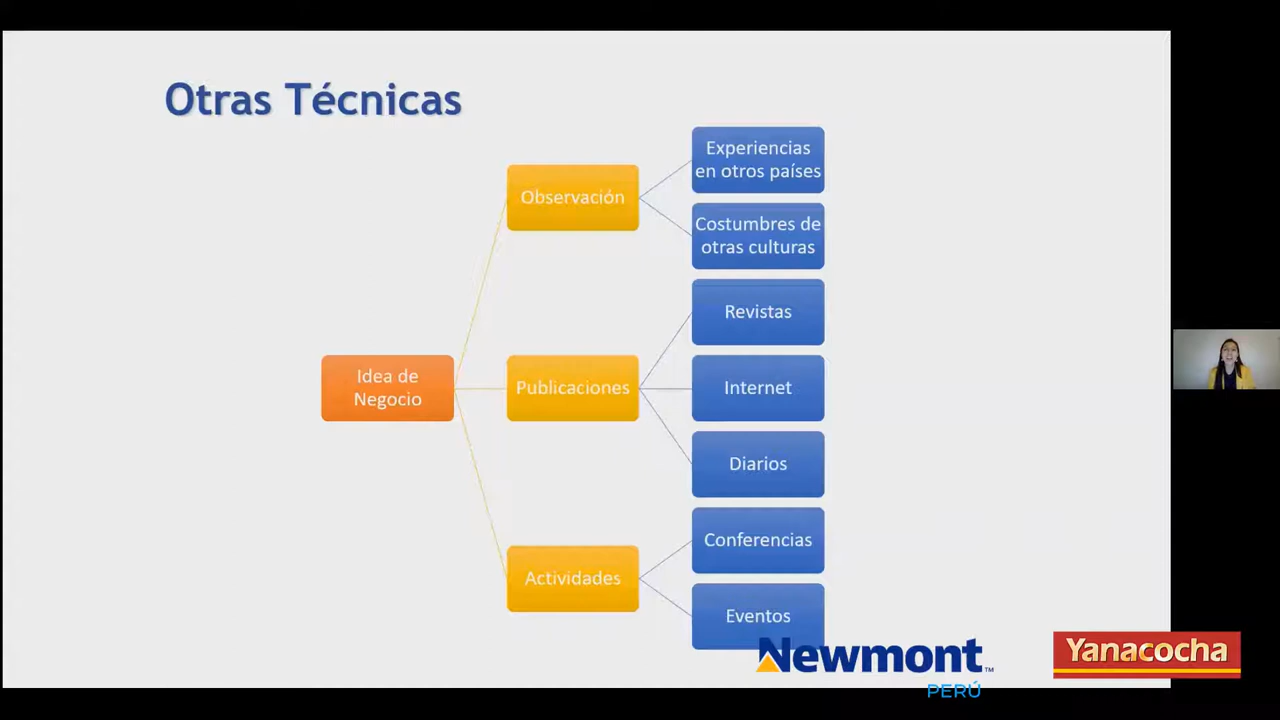 Otras Técnicas
Idea de
Negocio
Observación
Experiencias
en otros países
Costumbres de
otras culturas
Publicaciones
Revistas
Internet
Diarios
Actividades
Conferencias
Eventos
Newmont™
PERÚ
Yanacocha